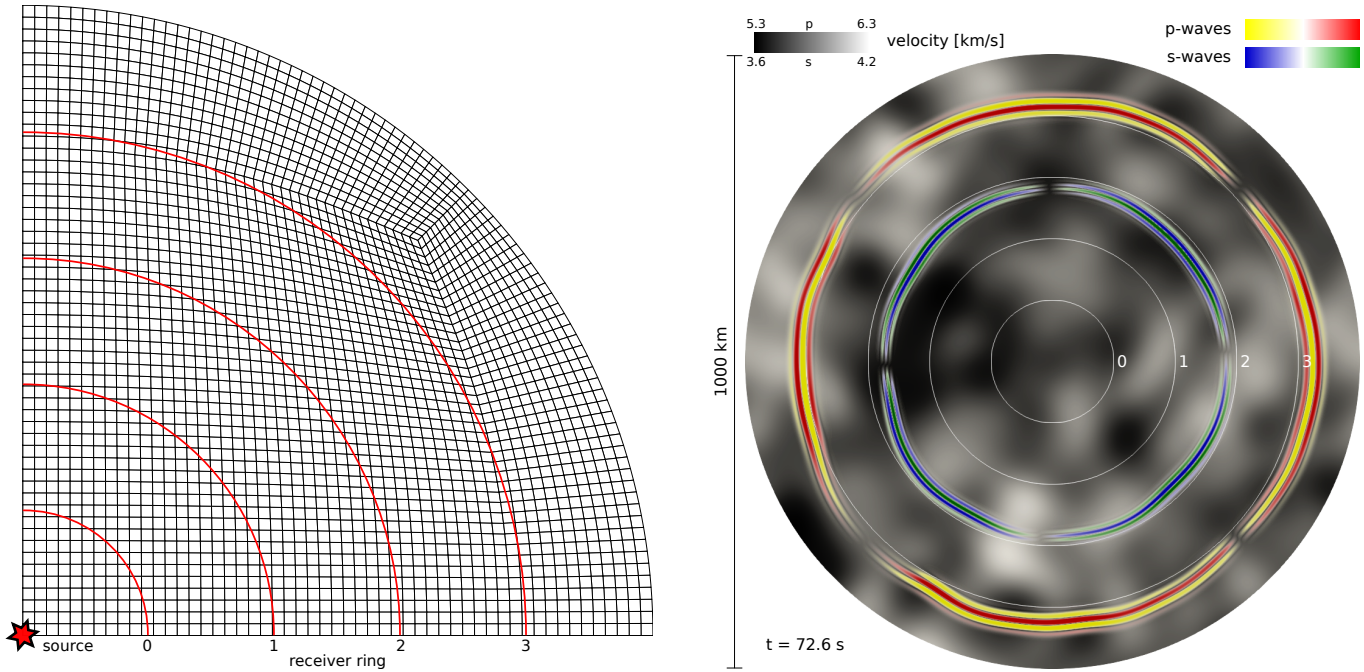 source
0
1
2
3
receiver ring
5.3 p 6.3
velocity [km/s]
3.6 s 4.2
p-waves
s-waves
1000 km
0
1
2
3
t = 72.6 s